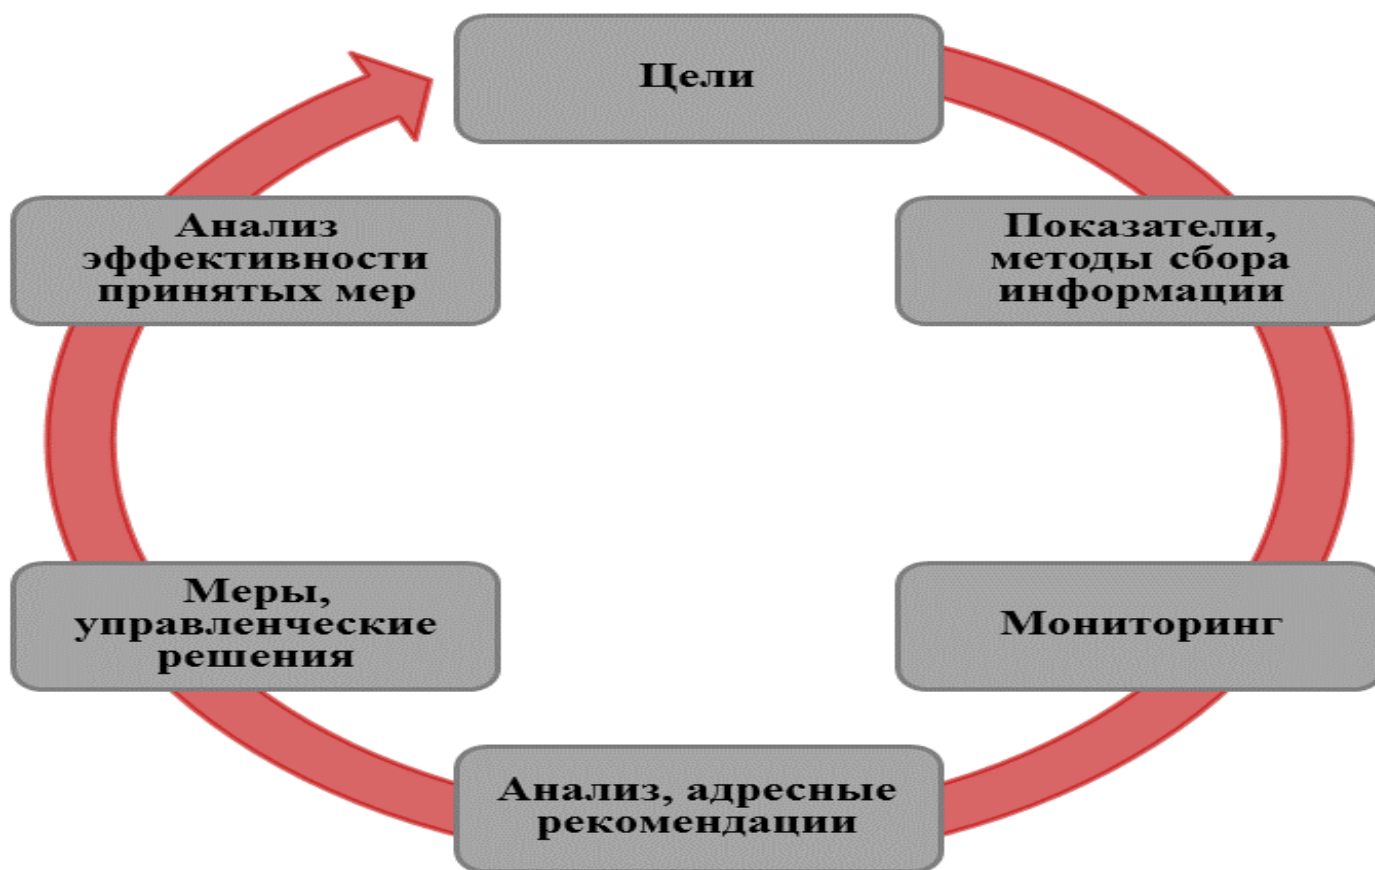 Цели
Показатели,
методы сбора
информации
Мониторинг
Анализ, адресные
рекомендации
Меры,
управленческие
решения
Анализ
эффективности
принятых мер